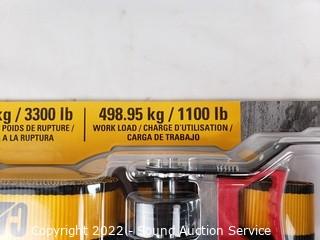 kg / 3300 lb
POIDS DE RUPTURE /
A LA RUPTURA
498.95 kg / 1100 lb
WORK LOAD / CHARGE D'UTILISATION /
CARGA DE TRABAJO
Copyright 2022 - Sound Auction Service